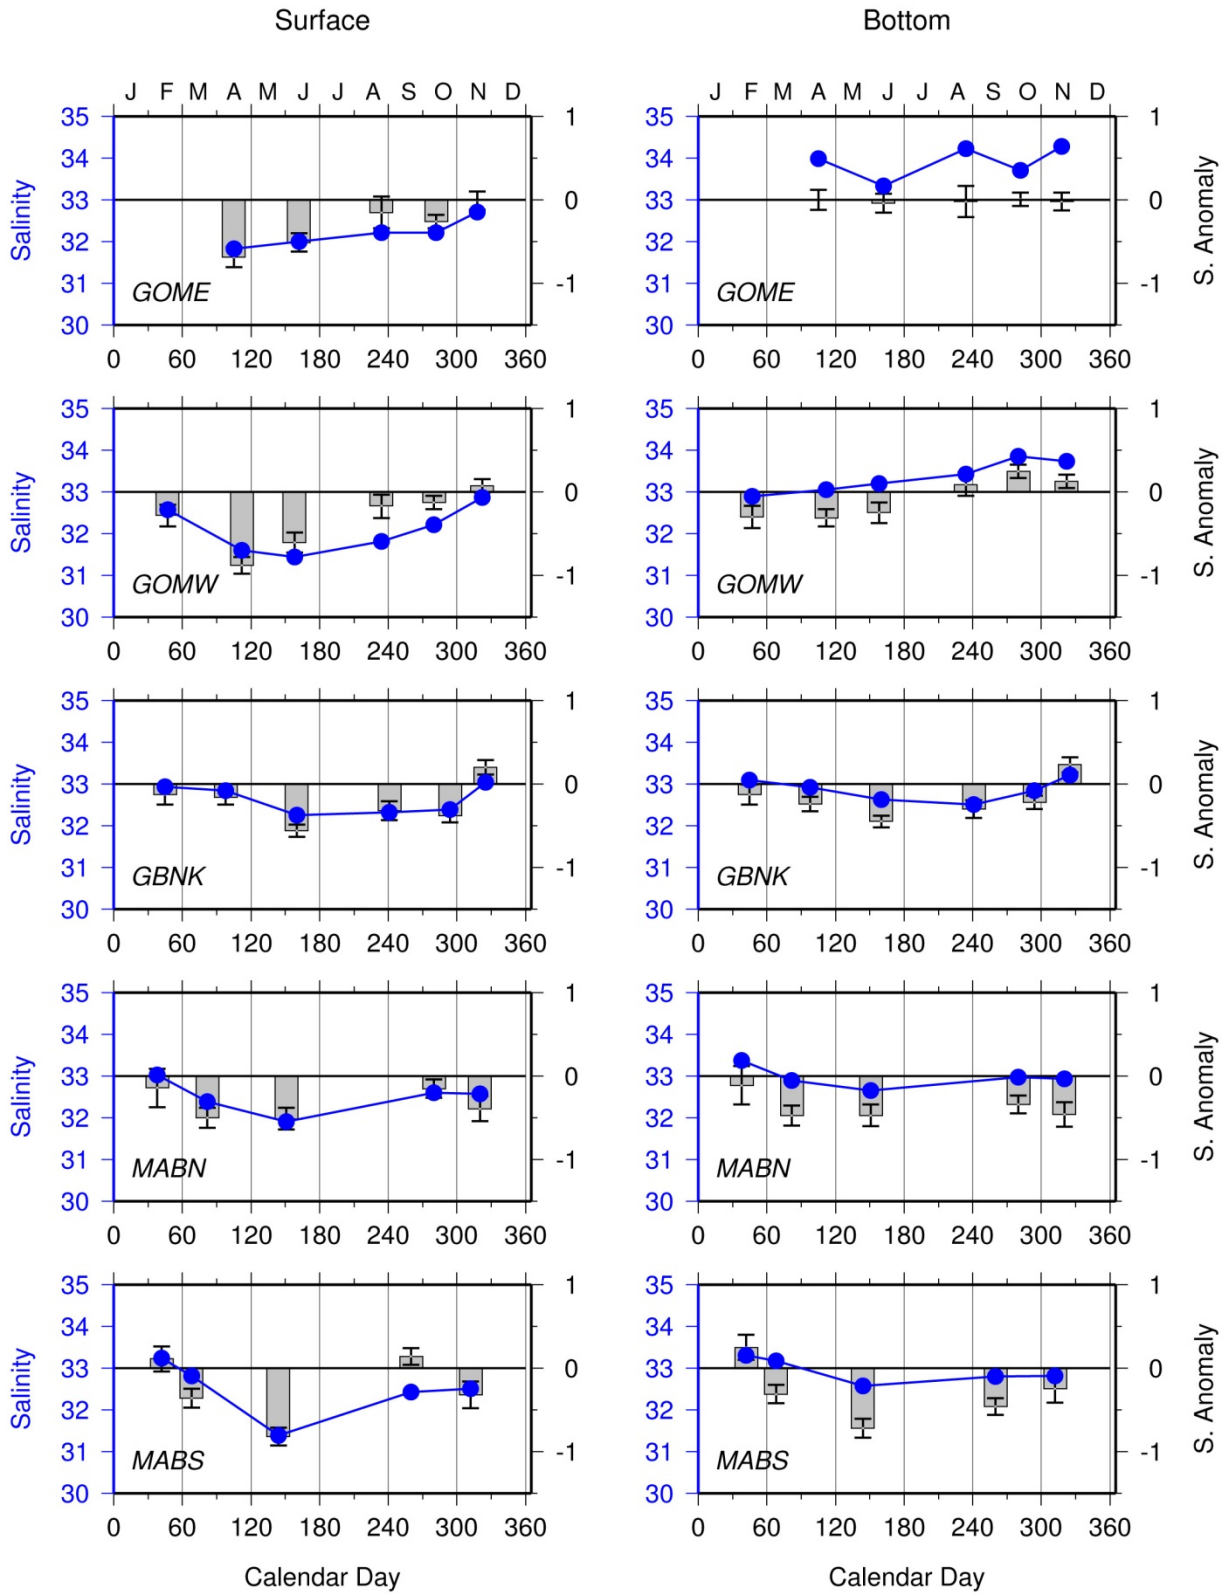 Surface Bottom
J F M A M J J A S O N D J F M A M J J A S O N D
35 1 35 1
34 34
33 0 33 0
32 32
31 -1 31 -1
30 30
Salinity GOME GOME S. Anomaly
0 60 120 180 240 300 360 0 60 120 180 240 300 360
35 1 35 1
34 34
33 0 33 0
32 32
31 -1 31 -1
30 30
Salinity GOMW GOMW S. Anomaly
0 60 120 180 240 300 360 0 60 120 180 240 300 360
35 1 35 1
34 34
33 0 33 0
32 32
31 -1 31 -1
30 30
Salinity GBNK GBNK S. Anomaly
0 60 120 180 240 300 360 0 60 120 180 240 300 360
35 1 35 1
34 34
33 0 33 0
32 32
31 -1 31 -1
30 30
Salinity MABN MABN S. Anomaly
0 60 120 180 240 300 360 0 60 120 180 240 300 360
35 1 35 1
34 34
33 0 33 0
32 32
31 -1 31 -1
30 30
Salinity MABS MABS S. Anomaly
0 60 120 180 240 300 360 0 60 120 180 240 300 360
Calendar Day Calendar Day